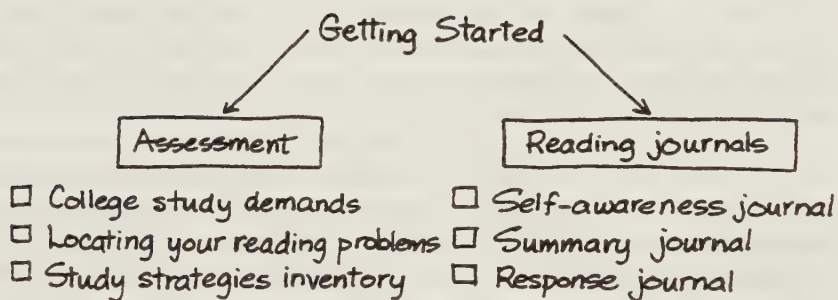 Getting Started
Assessment
Reading journals
☐ College study demands
☐ Locating your reading problems
☐ Study strategies inventory
☐ Self-awareness journal
☐ Summary journal
☐ Response journal